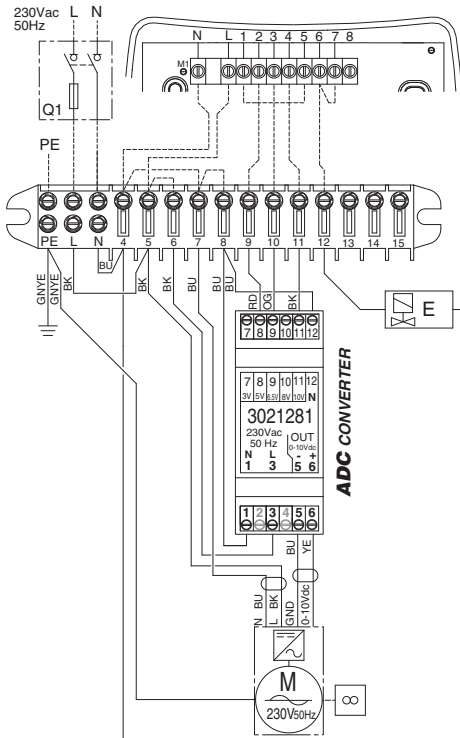 230Vac L N
50Hz
Q1
PE
M1 N L 1 2 3 4 5 6 7 8
PE L N 4 5 6 7 8 9 10 11 12 13 14 15
GNYE
GNYE
BK
BU
BK
BK
BU
BU
BU
RD
OG
BK
E
7 8 9 10 11 12
7 8 9 10 11 12
3V 5V 6.5V 8V 10V N
3021281
230Vac
50 Hz
OUT
0-10Vdc
N L - +
1 3 5 6
ADC CONVERTER
1 2 3 4 5 6
BU
YE
N BU
L BK
GND
0-10Vdc
M
230V50Hz
8